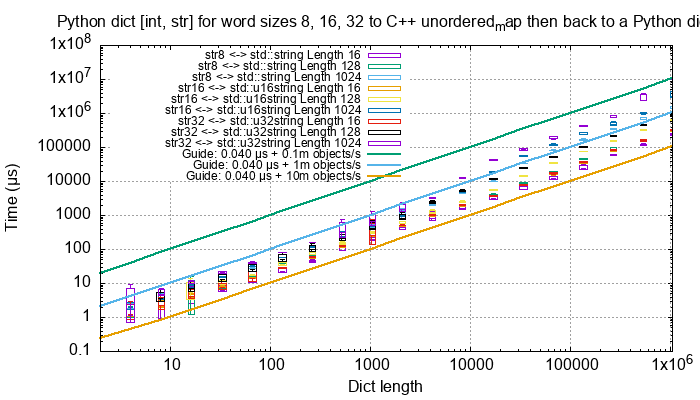 Python dict [int, str] for word sizes 8, 16, 32 to C++ unordered_map then back to a Python di
1x10^8
1x10^7
1x10^6
100000
10000
1000
100
10
1
0.1
Time (µs)
str8 <-> std::string Length 16
str8 <-> std::string Length 128
str8 <-> std::string Length 1024
str16 <-> std::u16string Length 16
str16 <-> std::u16string Length 128
str16 <-> std::u16string Length 1024
str32 <-> std::u32string Length 16
str32 <-> std::u32string Length 128
str32 <-> std::u32string Length 1024
Guide: 0.040 µs + 0.1m objects/s
Guide: 0.040 µs + 1m objects/s
Guide: 0.040 µs + 10m objects/s
10 100 1000 10000 100000 1x10^6
Dict length